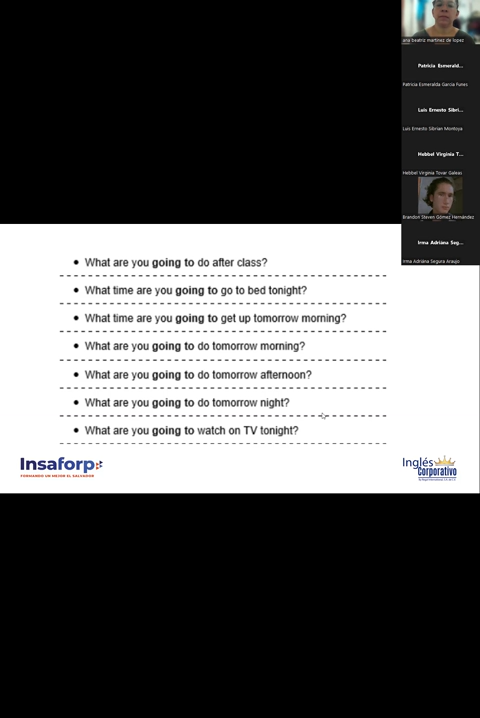 ana beatriz martinez de lopez
Patricia Esmerald...
Patricia Esmeralda Garcia Funes
Luis Ernesto Sibri...
Luis Ernesto Sibrian Montoya
Hebbel Virginia T...
Hebbel Virginia Tovar Galeas
Brandon Steven Gómez Hernández
Irma Adriána Seg...
Irma Adriána Segura Araujo
• What are you going to do after class?
• What time are you going to go to bed tonight?
• What time are you going to get up tomorrow morning?
• What are you going to do tomorrow morning?
• What are you going to do tomorrow afternoon?
• What are you going to do tomorrow night?
• What are you going to watch on TV tonight?
Insaforp
FORMANDO UN MEJOR EL SALVADOR
Inglés
Corporativo